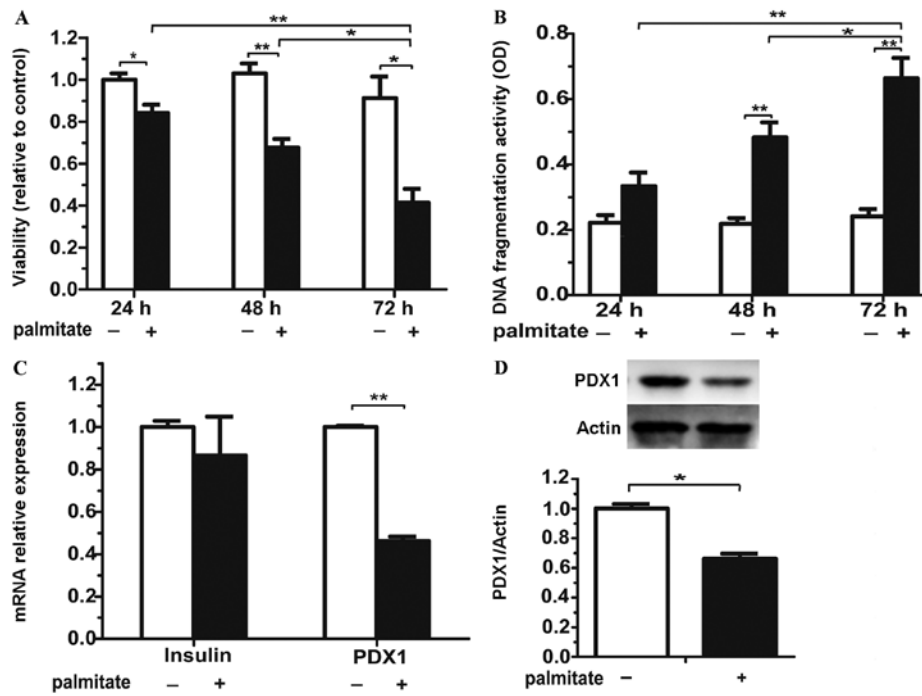 A
**
*
*
**
*
Viability (relative to control)
1.2
1.0
0.8
0.6
0.4
0.2
0.0
24 h 48 h 72 h
palmitate – + – + – +
B
**
*
**
**
DNA fragmentation activity (OD)
0.8
0.6
0.4
0.2
0.0
24 h 48 h 72 h
palmitate – + – + – +
C
**
mRNA relative expression
1.2
1.0
0.8
0.6
0.4
0.2
0.0
Insulin PDX1
palmitate – + – +
D
PDX1
Actin
*
PDX1/Actin
1.2
1.0
0.8
0.6
0.4
0.2
0.0
palmitate – +